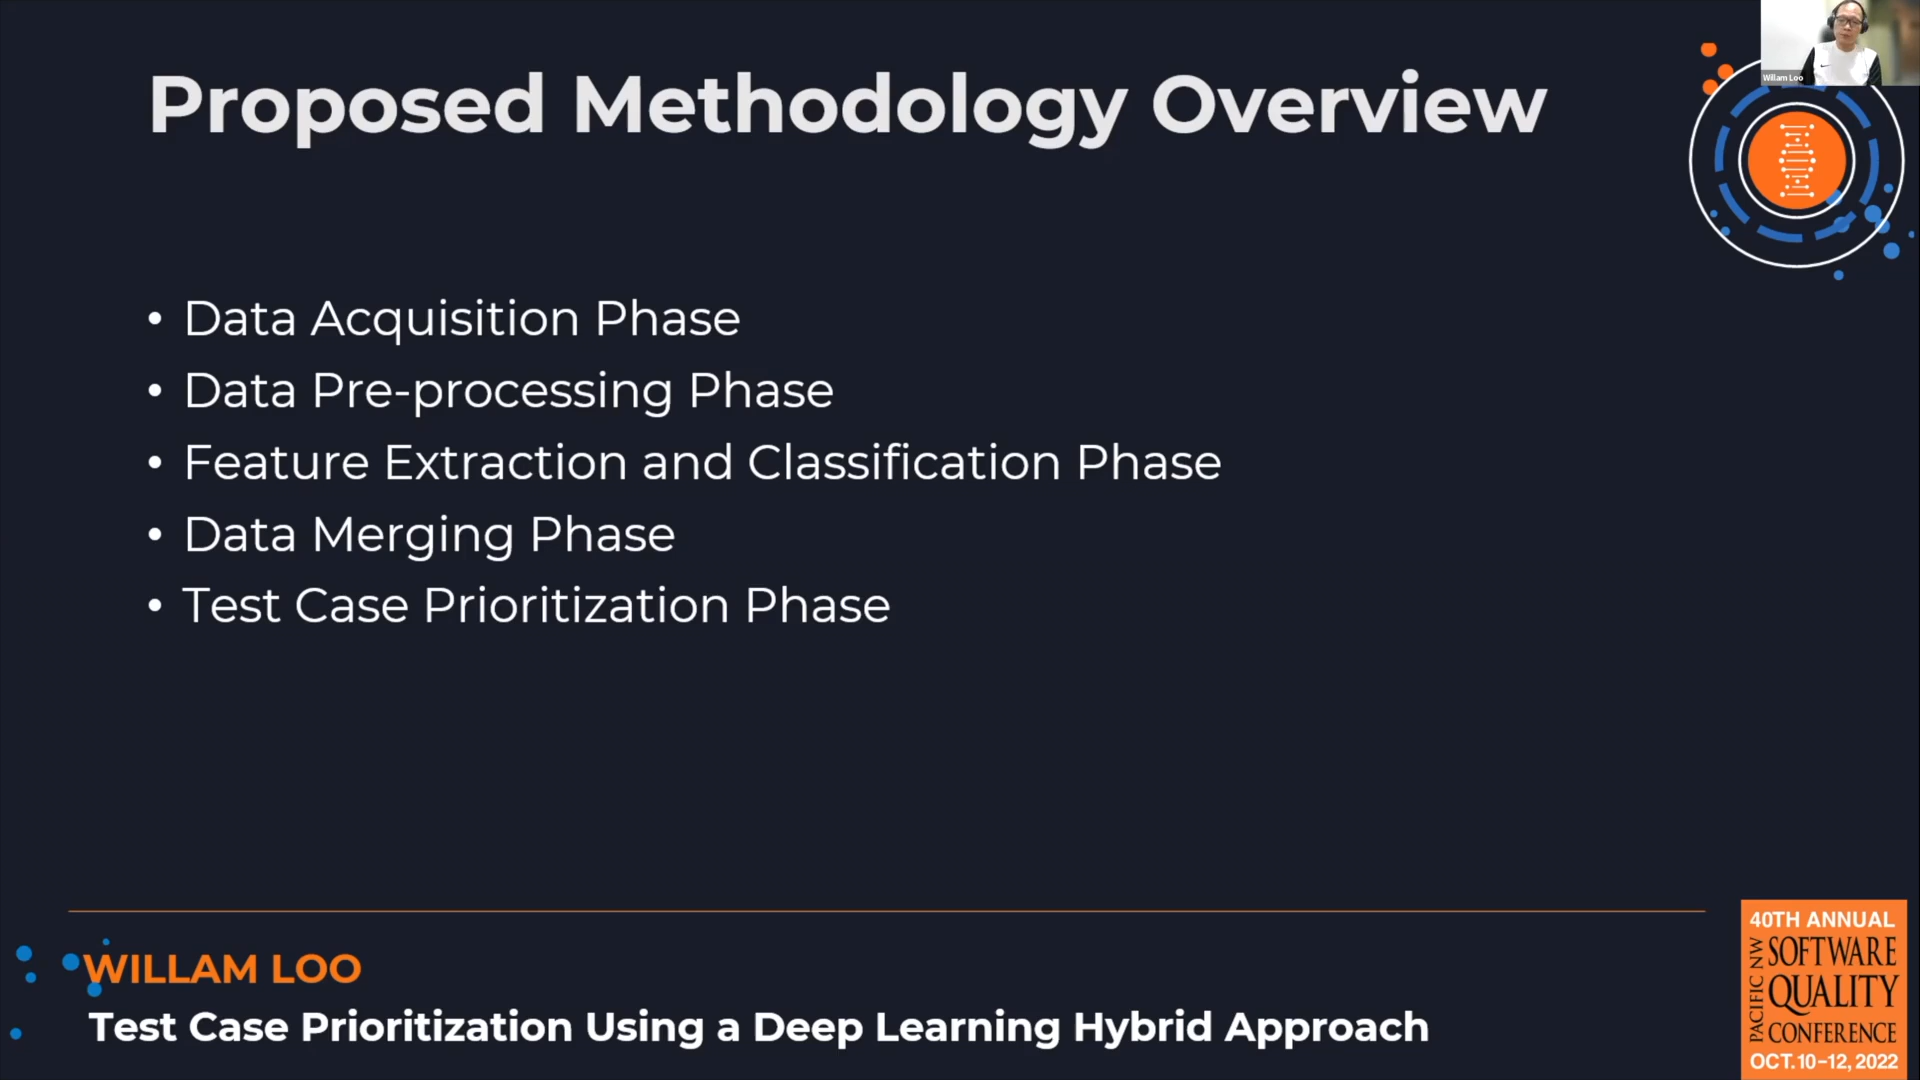 Proposed Methodology Overview
Willam Loo
• Data Acquisition Phase
• Data Pre-processing Phase
• Feature Extraction and Classification Phase
• Data Merging Phase
• Test Case Prioritization Phase
WILLAM LOO
Test Case Prioritization Using a Deep Learning Hybrid Approach
40TH ANNUAL
PACIFIC NW
SOFTWARE
QUALITY
CONFERENCE
OCT. 10-12, 2022